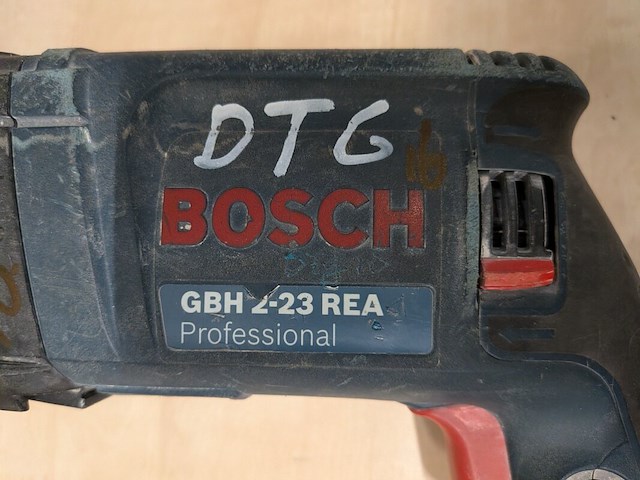 DTG
BOSCH
GBH 2-23 REA
Professional